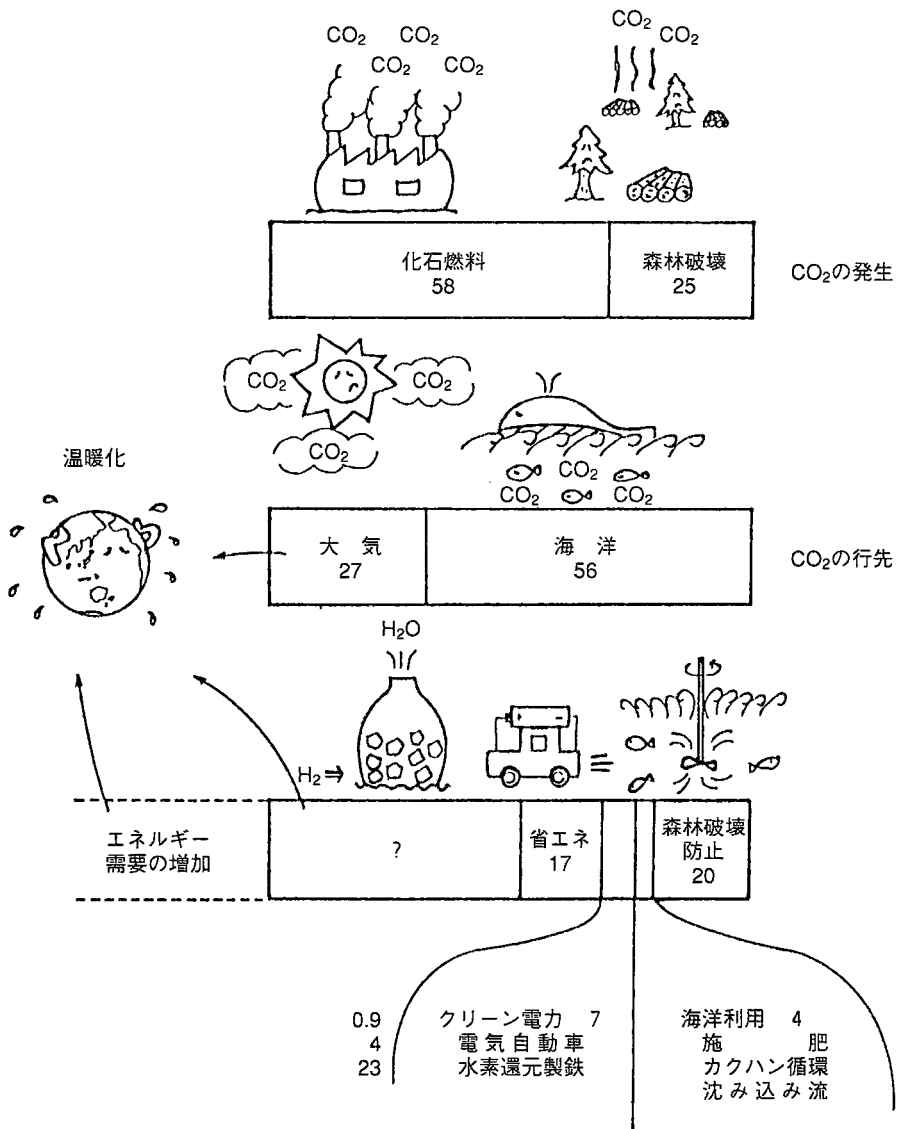 CO₂ CO₂
CO₂ CO₂
CO₂
CO₂
化石燃料
58
森林破壊
25
CO₂の発生
CO₂ CO₂
CO₂
CO₂
CO₂ CO₂
温暖化
大 気
27
海 洋
56
CO₂の行先
H₂O
H₂⇒
エネルギー
需要の増加
?
省エネ
17
森林破壊
防止
20
0.9 クリーン電力 7
4 電気自動車
23 水素還元製鉄
海洋利用 4
施 肥
カクハン循環
沈み込み流